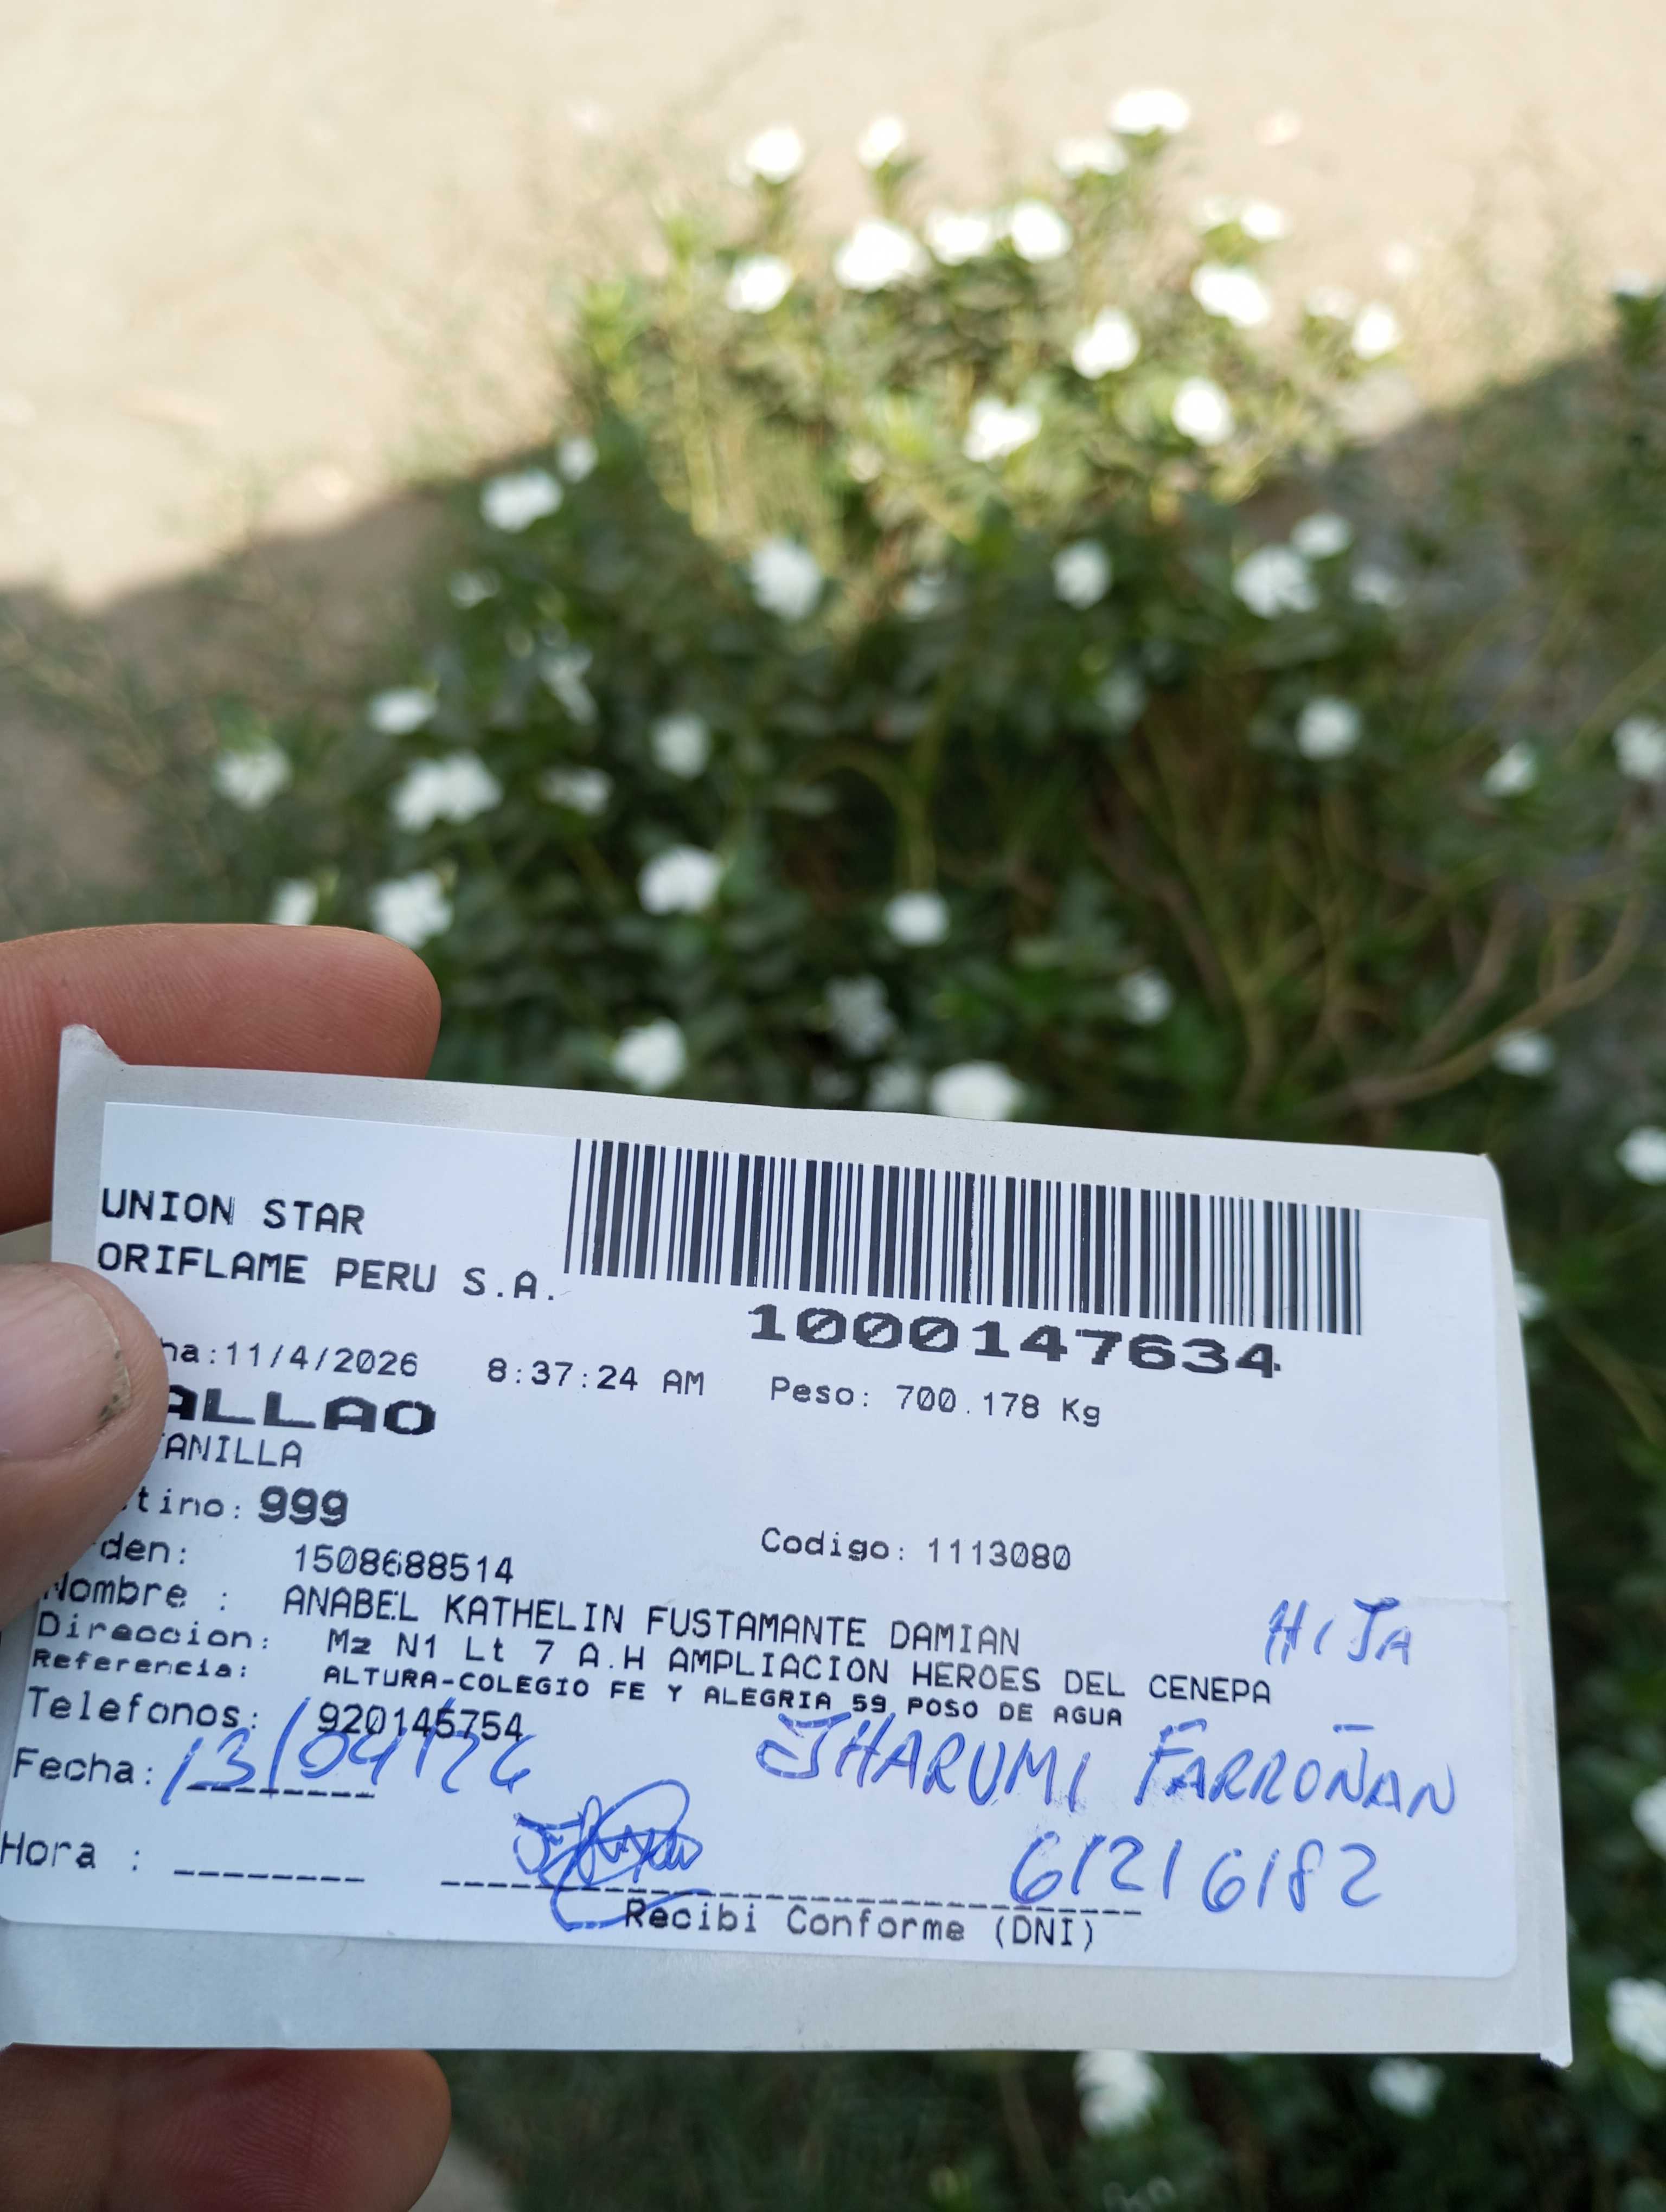 UNION STAR
ORIFLAME PERU S.A.
1000147634
ha:11/4/2026 8:37:24 AM Peso: 700.178 Kg
ALLAO
TANILLA
tino: 999
den: 1508688514 Codigo: 1113080
Nombre : ANABEL KATHELIN FUSTAMANTE DAMIAN
HIJA
Direccion: Mz N1 Lt 7 A.H AMPLIACION HEROES DEL CENEPA
Referencia: ALTURA-COLEGIO FE Y ALEGRIA 59 POSO DE AGUA
Telefonos: 920145754
Fecha: 13/04/26 JHARUMI FARROÑAN
Hora : 61216182
Recibi Conforme (DNI)